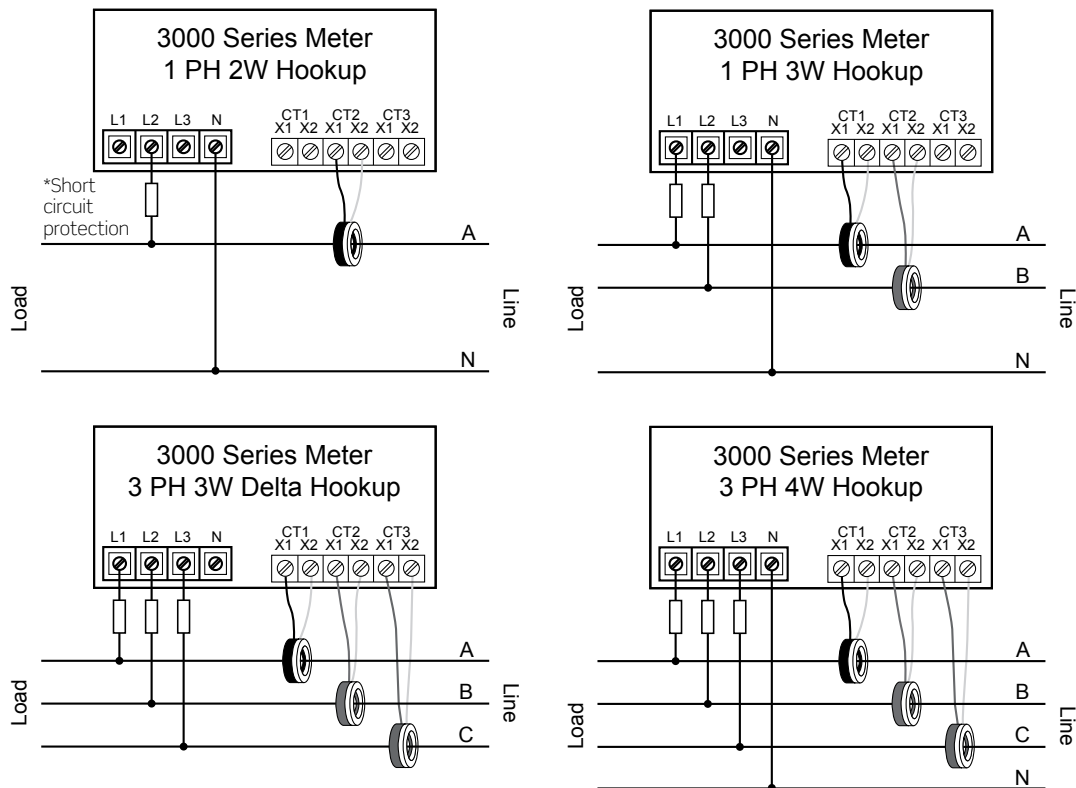 3000 Series Meter
1 PH 2W Hookup
L1 L2 L3 N
CT1 CT2 CT3
X1 X2 X1 X2 X1 X2
*Short
circuit
protection
A
Load
Line
N
3000 Series Meter
1 PH 3W Hookup
L1 L2 L3 N
CT1 CT2 CT3
X1 X2 X1 X2 X1 X2
A
B
Load
Line
N
3000 Series Meter
3 PH 3W Delta Hookup
L1 L2 L3 N
CT1 CT2 CT3
X1 X2 X1 X2 X1 X2
A
B
Load
Line
C
3000 Series Meter
3 PH 4W Hookup
L1 L2 L3 N
CT1 CT2 CT3
X1 X2 X1 X2 X1 X2
A
B
Load
Line
C
N